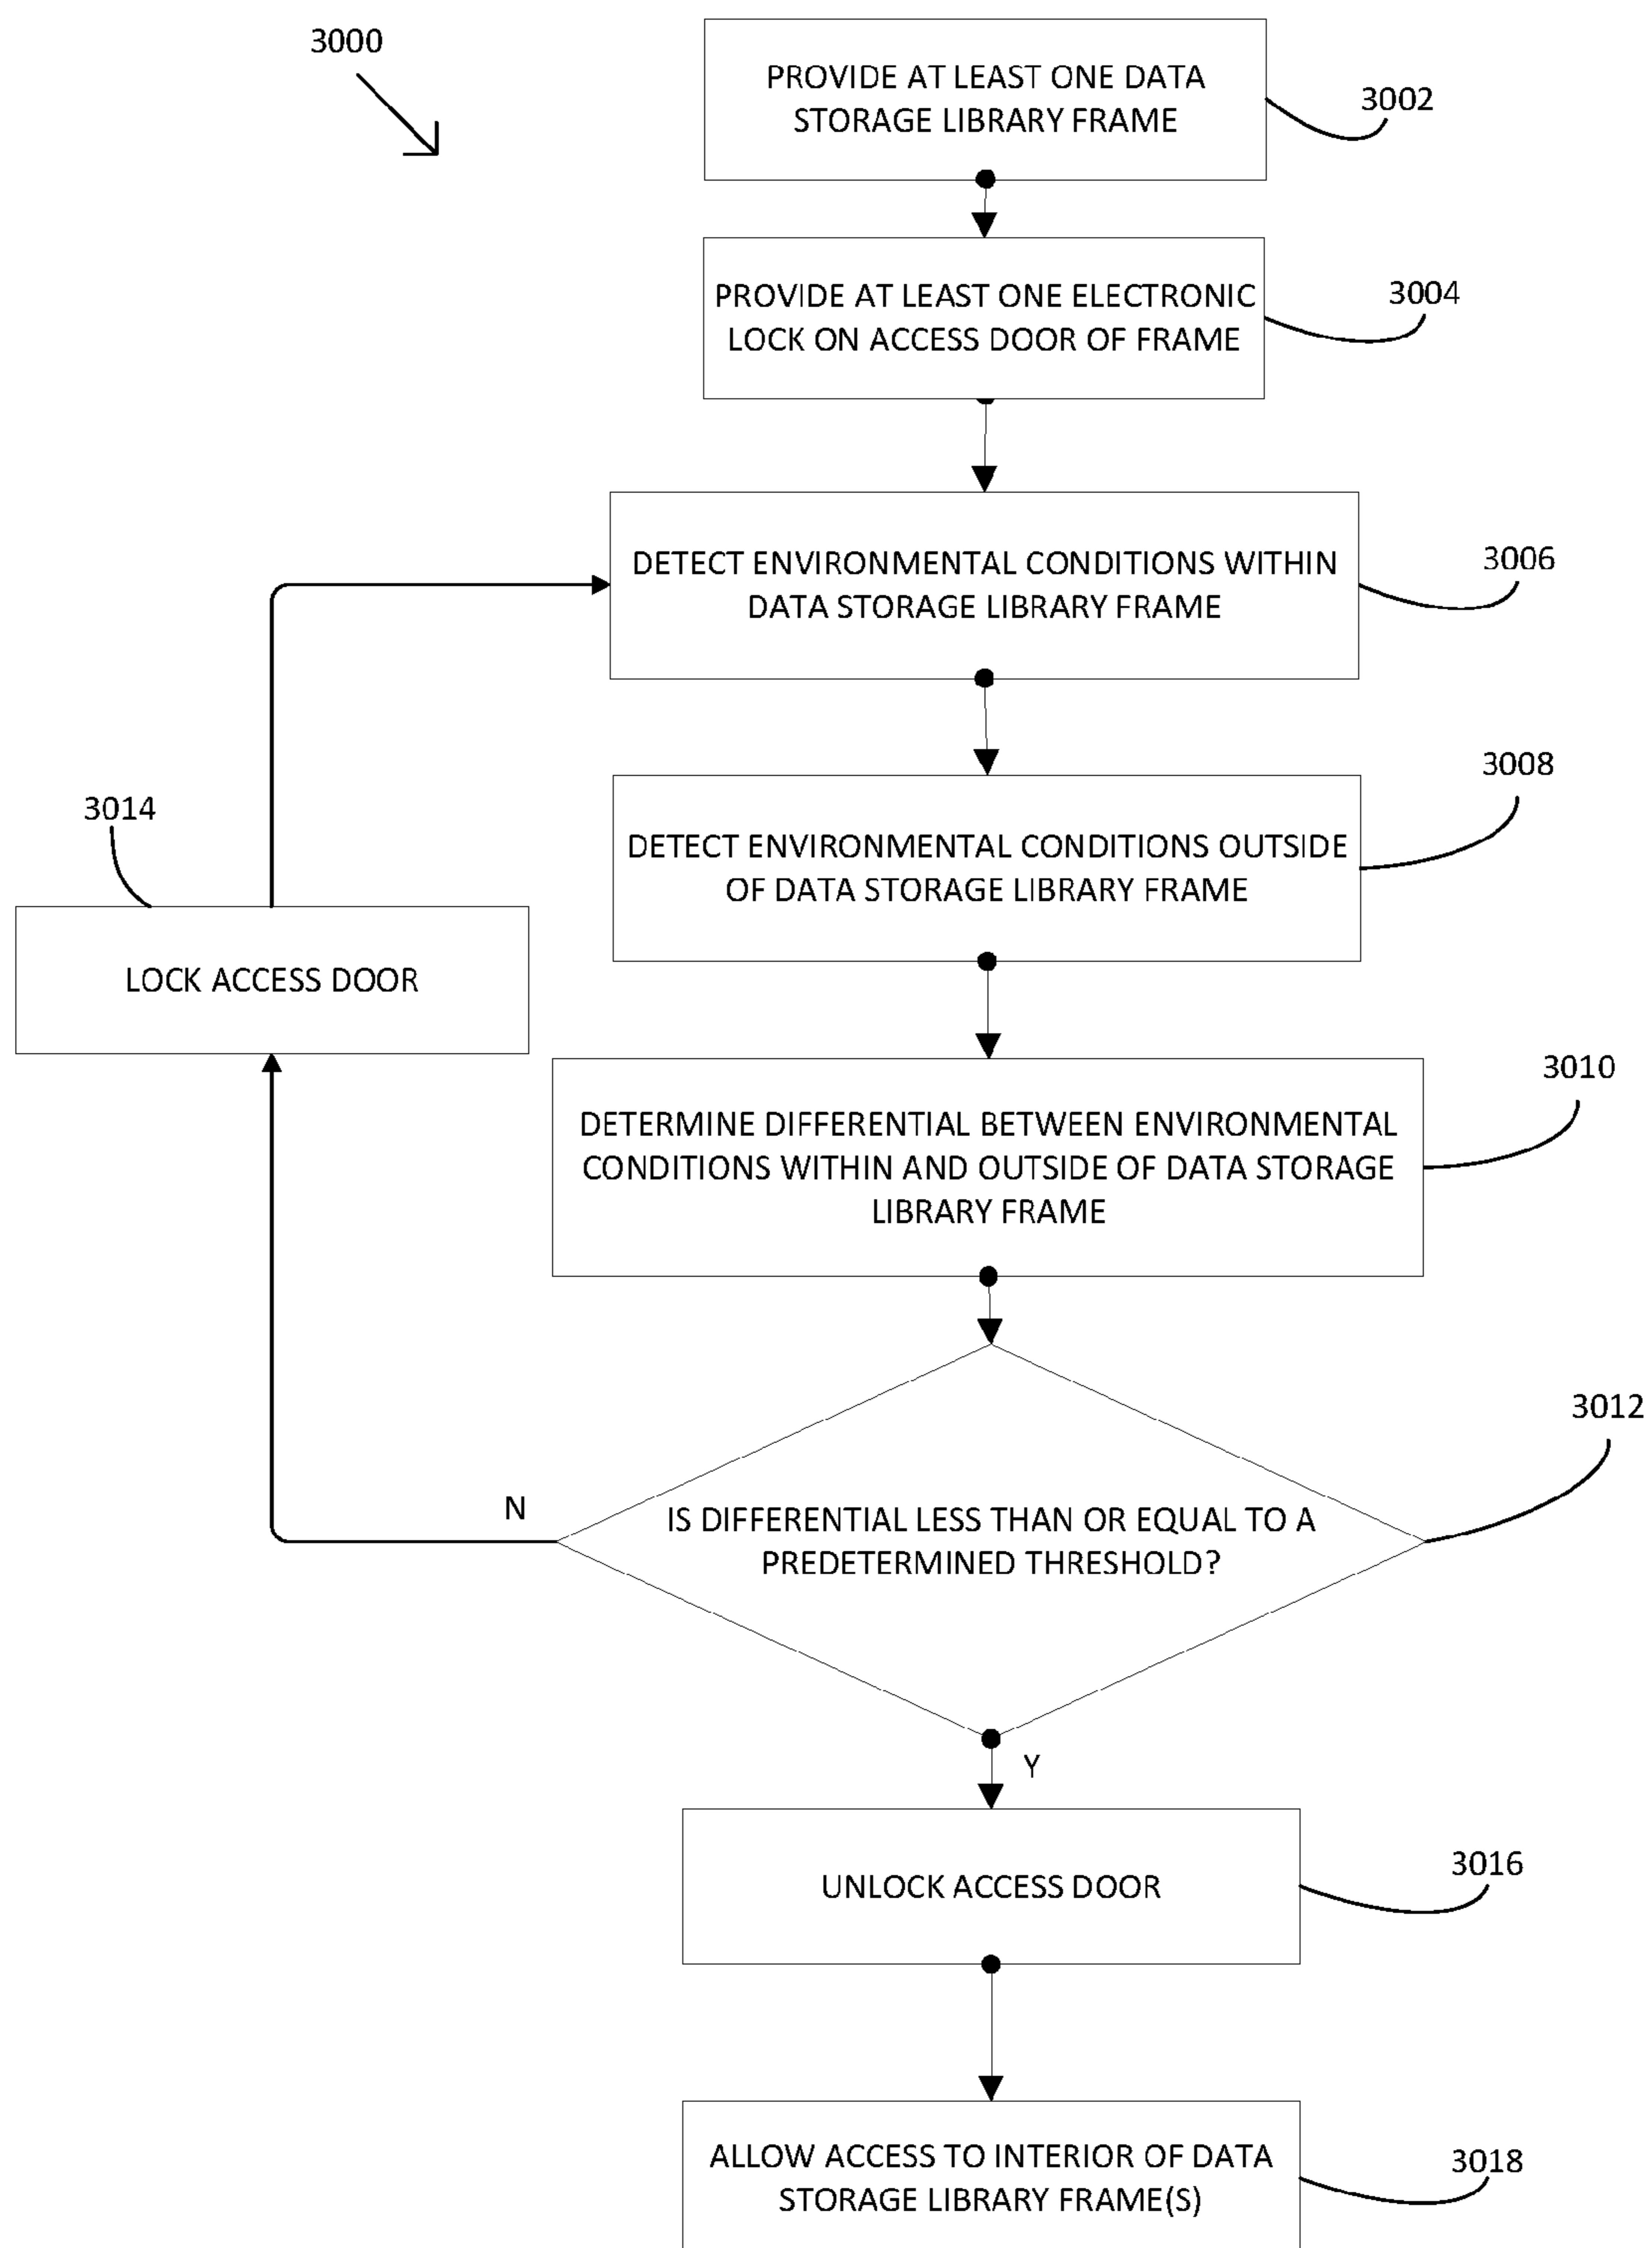 3000
PROVIDE AT LEAST ONE DATA
STORAGE LIBRARY FRAME
3002
PROVIDE AT LEAST ONE ELECTRONIC
LOCK ON ACCESS DOOR OF FRAME
3004
DETECT ENVIRONMENTAL CONDITIONS WITHIN
DATA STORAGE LIBRARY FRAME
3006
DETECT ENVIRONMENTAL CONDITIONS OUTSIDE
OF DATA STORAGE LIBRARY FRAME
3008
3014
LOCK ACCESS DOOR
DETERMINE DIFFERENTIAL BETWEEN ENVIRONMENTAL
CONDITIONS WITHIN AND OUTSIDE OF DATA STORAGE
LIBRARY FRAME
3010
IS DIFFERENTIAL LESS THAN OR EQUAL TO A
PREDETERMINED THRESHOLD?
3012
N
Y
UNLOCK ACCESS DOOR
3016
ALLOW ACCESS TO INTERIOR OF DATA
STORAGE LIBRARY FRAME(S)
3018